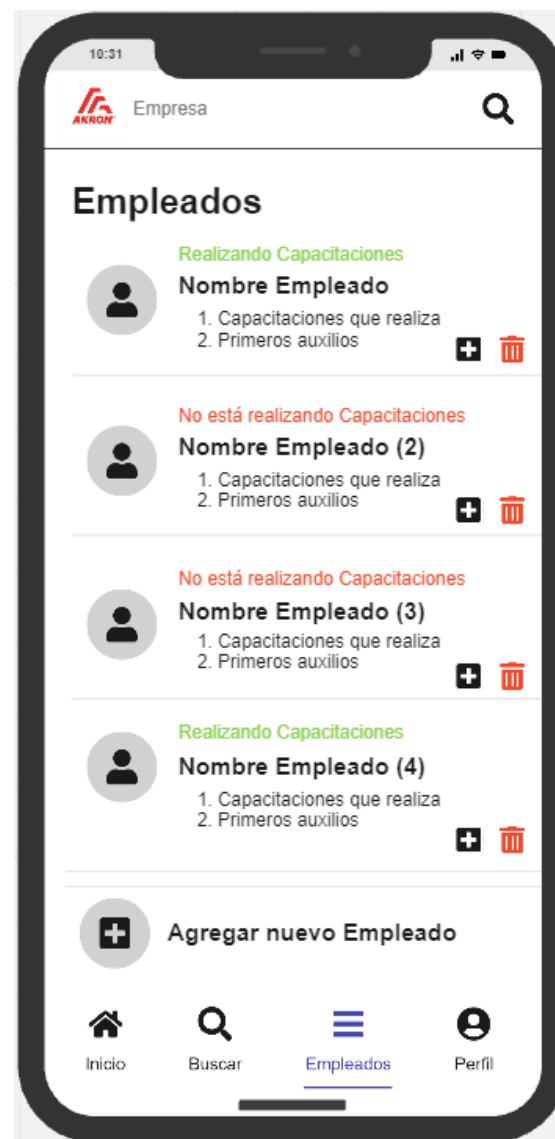 10:31
AKRON
Empresa
Empleados
Realizando Capacitaciones
Nombre Empleado
1. Capacitaciones que realiza
2. Primeros auxilios
No está realizando Capacitaciones
Nombre Empleado (2)
1. Capacitaciones que realiza
2. Primeros auxilios
No está realizando Capacitaciones
Nombre Empleado (3)
1. Capacitaciones que realiza
2. Primeros auxilios
Realizando Capacitaciones
Nombre Empleado (4)
1. Capacitaciones que realiza
2. Primeros auxilios
Agregar nuevo Empleado
Inicio Buscar Empleados Perfil